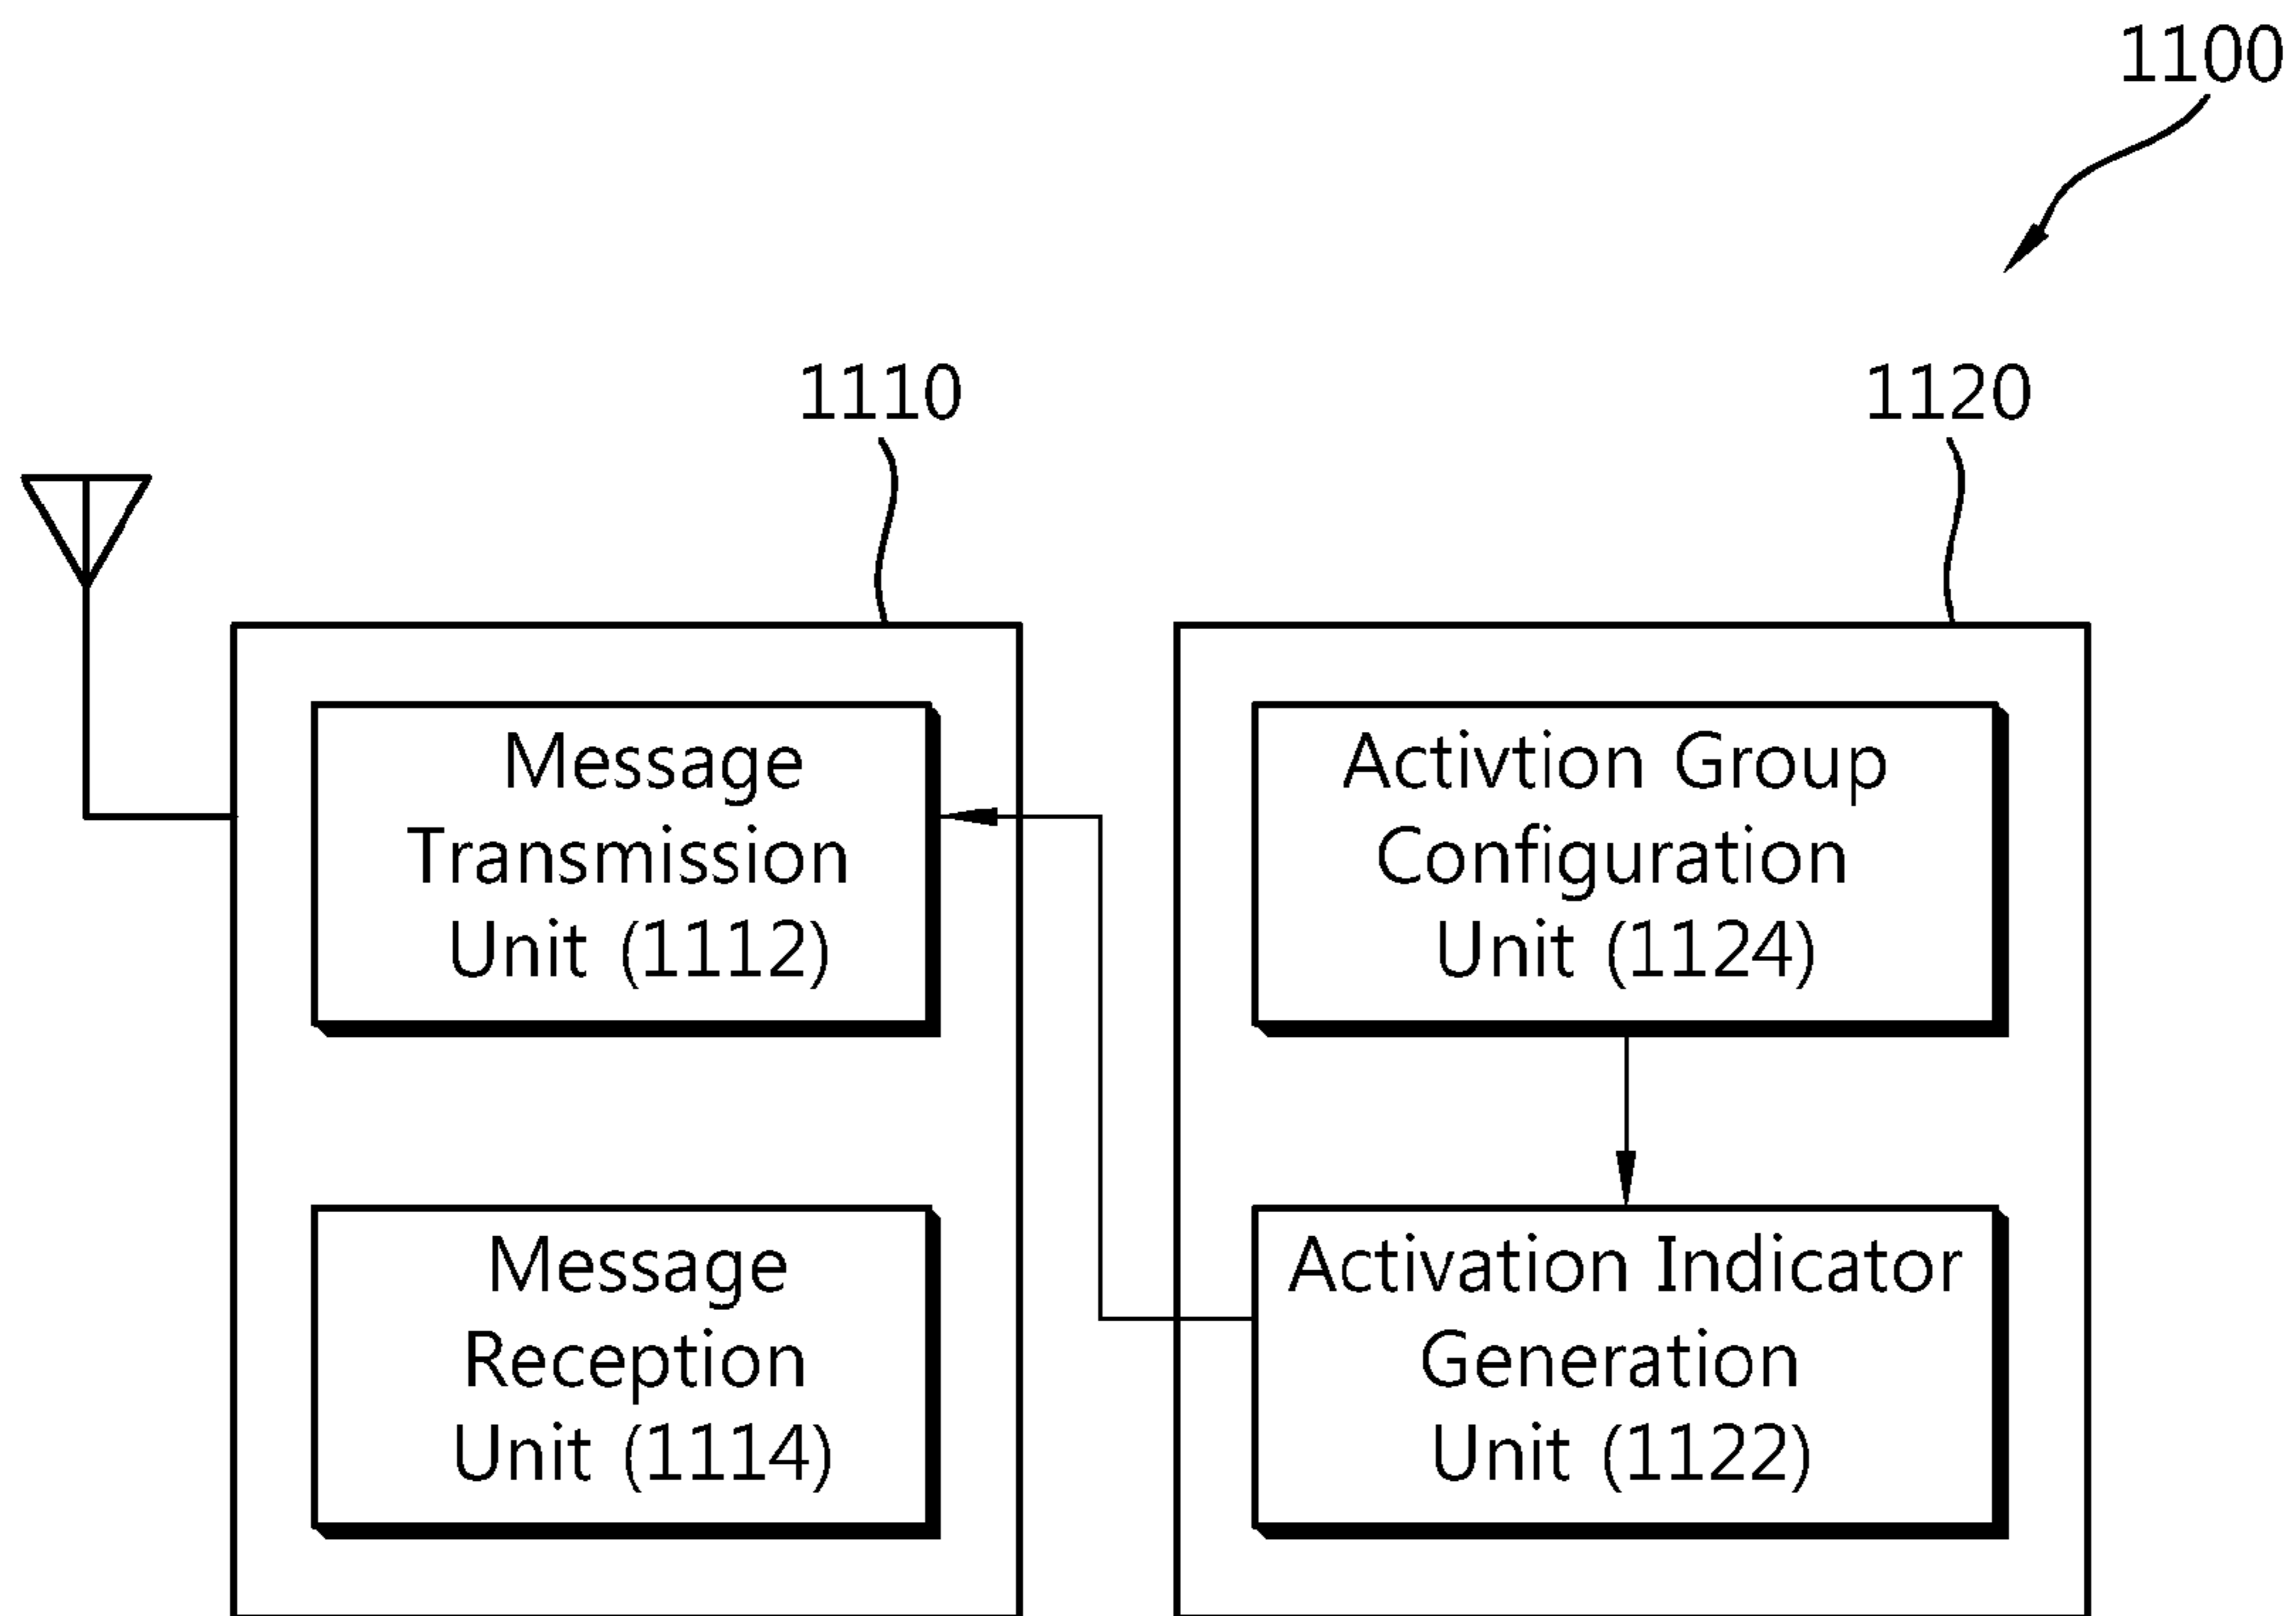 1100
1110
1120
Message
Transmission
Unit (1112)
Activtion Group
Configuration
Unit (1124)
Message
Reception
Unit (1114)
Activation Indicator
Generation
Unit (1122)